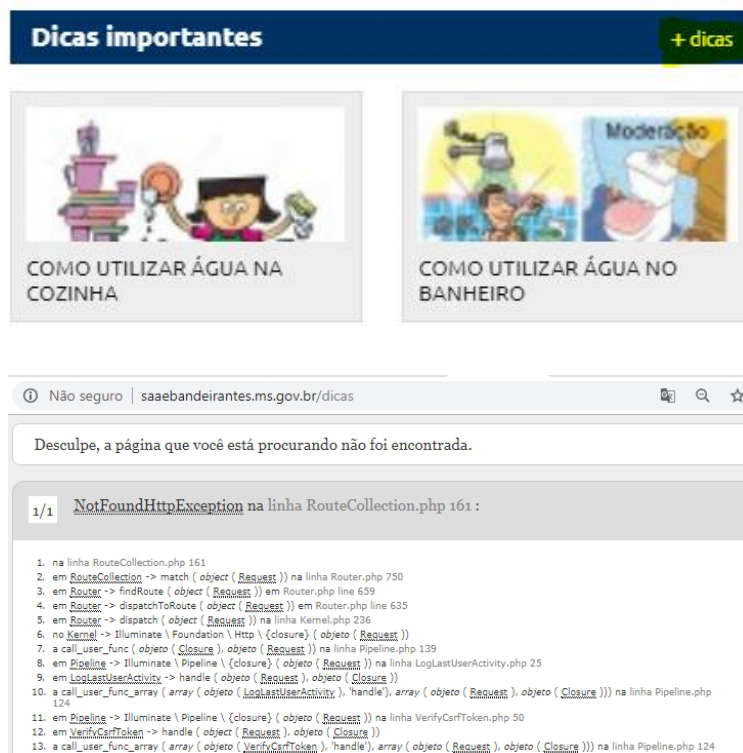 Dicas importantes + dicas
Moderação
COMO UTILIZAR ÁGUA NA
COZINHA
COMO UTILIZAR ÁGUA NO
BANHEIRO
Não seguro | saaebandeirantes.ms.gov.br/dicas
Desculpe, a página que você está procurando não foi encontrada.
1/1 NotFoundHttpException na linha RouteCollection.php 161 :
1. na linha RouteCollection.php 161
2. em RouteCollection -> match ( object ( Request )) na linha Router.php 750
3. em Router -> findRoute ( object ( Request )) em Router.php line 659
4. em Router -> dispatchToRoute ( objeto ( Request )) em Router.php line 635
5. em Router -> dispatch ( objeto ( Request )) na linha Kernel.php 236
6. no Kernel -> Illuminate \ Foundation \ Http \ {closure} ( objeto ( Request ))
7. a call_user_func ( objeto ( Closure ), objeto ( Request )) na linha Pipeline.php 139
8. em Pipeline -> Illuminate \ Pipeline \ {closure} ( objeto ( Request )) na linha LogLastUserActivity.php 25
9. em LogLastUserActivity -> handle ( objeto ( Request ), objeto ( Closure ))
10. a call_user_func_array ( array ( objeto ( LogLastUserActivity ), 'handle'), array ( objeto ( Request ), objeto ( Closure ))) na linha Pipeline.php
124
11. em Pipeline -> Illuminate \ Pipeline \ {closure} ( objeto ( Request )) na linha VerifyCsrfToken.php 50
12. em VerifyCsrfToken -> handle ( objeto ( Request ), objeto ( Closure ))
13. a call_user_func_array ( array ( objeto ( VerifyCsrfToken ), 'handle'), array ( objeto ( Request ), objeto ( Closure ))) na linha Pipeline.php 124